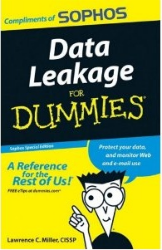 Compliments of SOPHOS
Data
Leakage
FOR
DUMMIES®
Sophos Special Edition
Protect your data,
and monitor Web
and e-mail use
A Reference
for the
Rest of Us!®
FREE eTips at dummies.com®
Lawrence C. Miller, CISSP